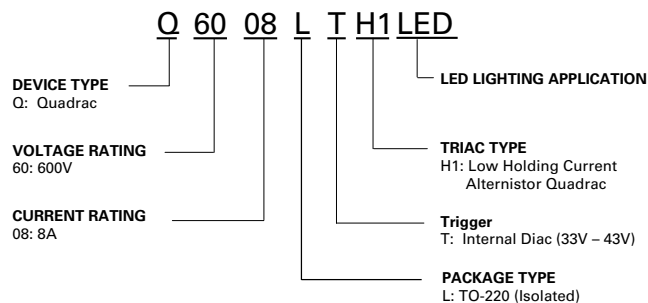 Q 60 08 L T H1 LED
DEVICE TYPE
Q: Quadrac
VOLTAGE RATING
60: 600V
CURRENT RATING
08: 8A
LED LIGHTING APPLICATION
TRIAC TYPE
H1: Low Holding Current
Alternistor Quadrac
Trigger
T: Internal Diac (33V – 43V)
PACKAGE TYPE
L: TO-220 (Isolated)